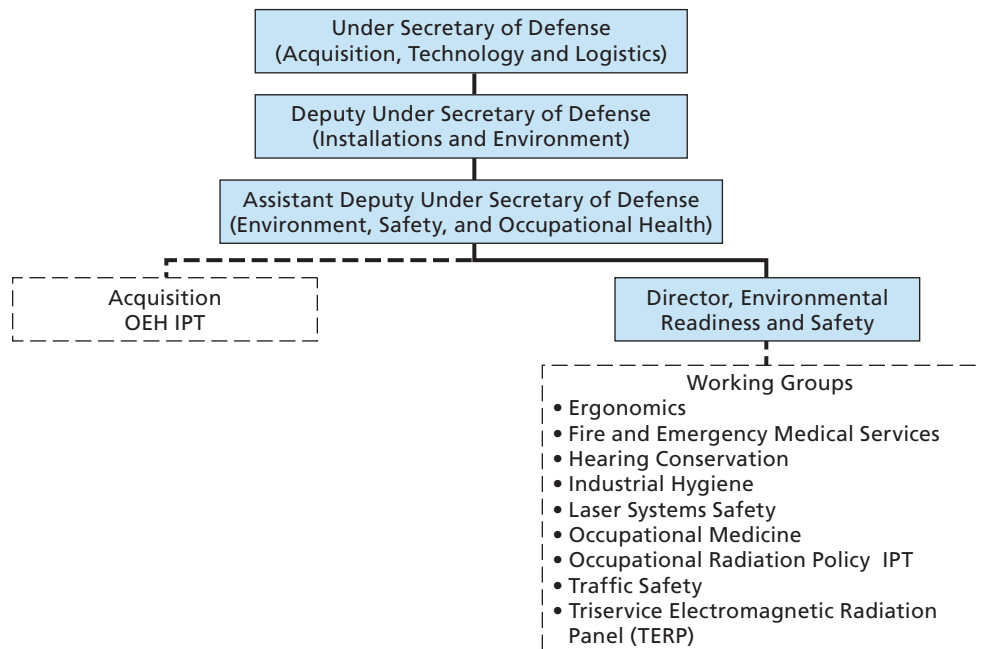 Under Secretary of Defense
(Acquisition, Technology and Logistics)
Deputy Under Secretary of Defense
(Installations and Environment)
Assistant Deputy Under Secretary of Defense
(Environment, Safety, and Occupational Health)
Acquisition
OEH IPT
Director, Environmental
Readiness and Safety
Working Groups
• Ergonomics
• Fire and Emergency Medical Services
• Hearing Conservation
• Industrial Hygiene
• Laser Systems Safety
• Occupational Medicine
• Occupational Radiation Policy IPT
• Traffic Safety
• Triservice Electromagnetic Radiation
Panel (TERP)